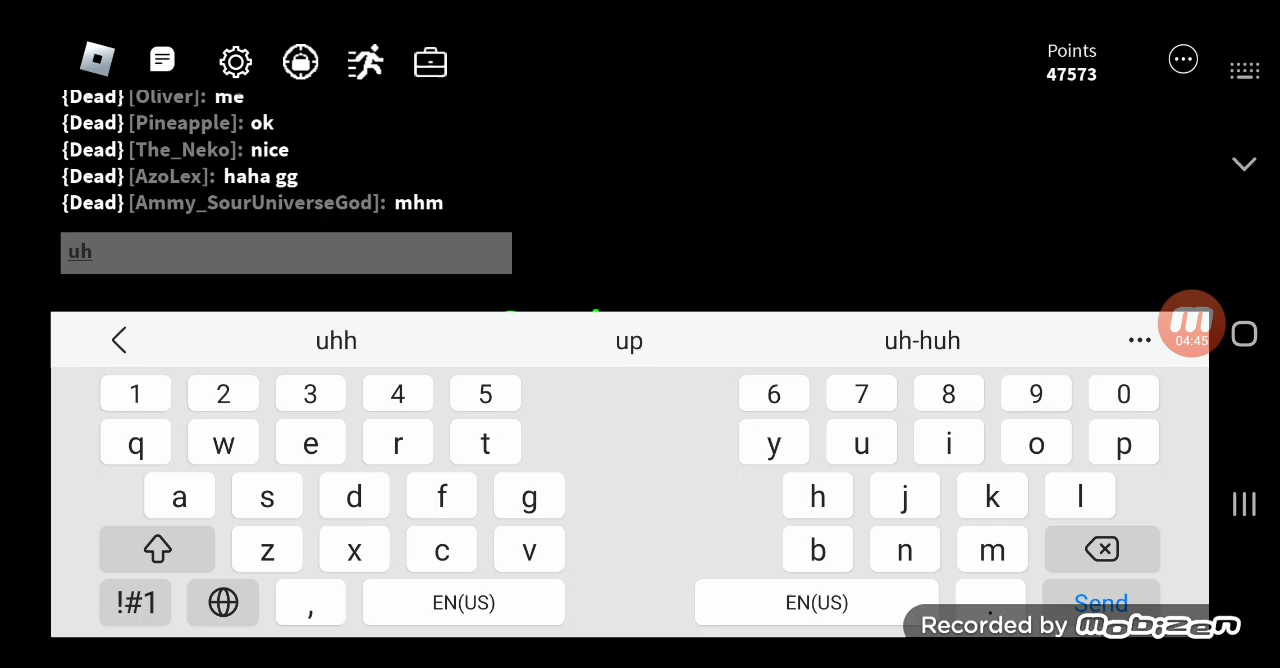 Points
47573
{Dead} [Oliver]: me
{Dead} [Pineapple]: ok
{Dead} [The_Neko]: nice
{Dead} [AzoLex]: haha gg
{Dead} [Ammy_SourUniverseGod]: mhm
uh
uhh up uh-huh
04:45
1 2 3 4 5 6 7 8 9 0
q w e r t y u i o p
a s d f g h j k l
z x c v b n m
!#1 , EN(US) EN(US) . Send
Recorded by mobizen